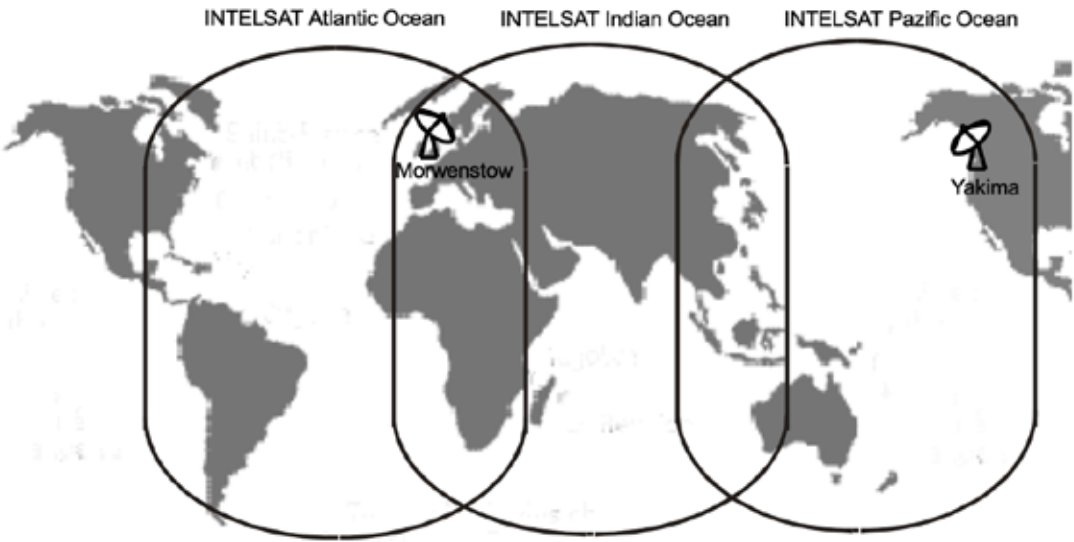 INTELSAT Atlantic Ocean
INTELSAT Indian Ocean
INTELSAT Pazific Ocean
Morwenstow
Yakima